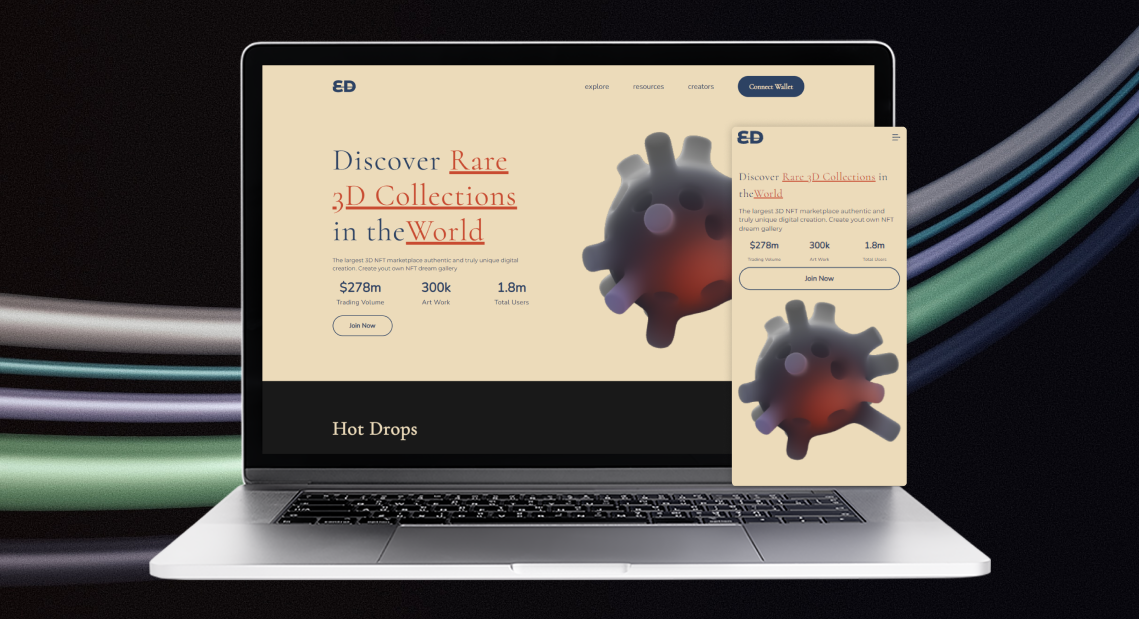 3D
explore
resources
creators
Connect Wallet
Discover Rare
3D Collections
in theWorld
The largest 3D NFT marketplace authentic and truly unique digital
creation. Create yout own NFT dream gallery
$278m
300k
1.8m
Trading Volume
Art Work
Total Users
Join Now
Hot Drops
3D
Discover Rare 3D Collections in
theWorld
The largest 3D NFT marketplace authentic and
truly unique digital creation. Create yout own NFT
dream gallery
$278m
300k
1.8m
Trading Volume
Art Work
Total Users
Join Now